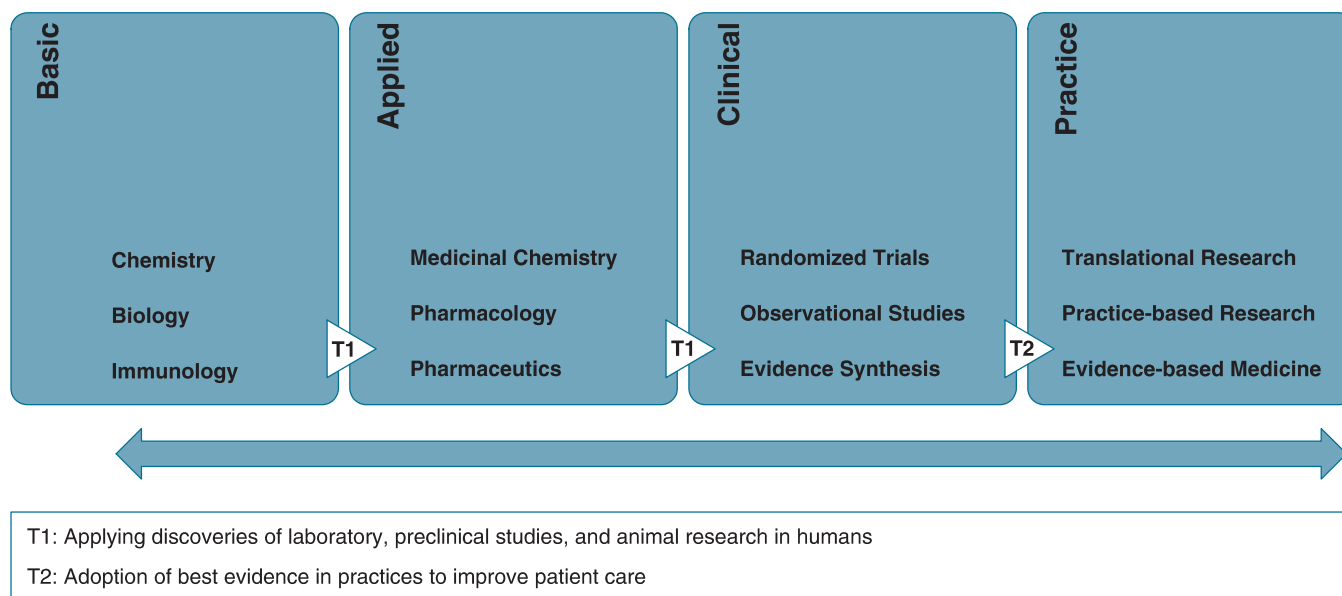 Basic
Chemistry
Biology
Immunology
T1
Applied
Medicinal Chemistry
Pharmacology
Pharmaceutics
T1
Clinical
Randomized Trials
Observational Studies
Evidence Synthesis
T2
Practice
Translational Research
Practice-based Research
Evidence-based Medicine
T1: Applying discoveries of laboratory, preclinical studies, and animal research in humans
T2: Adoption of best evidence in practices to improve patient care